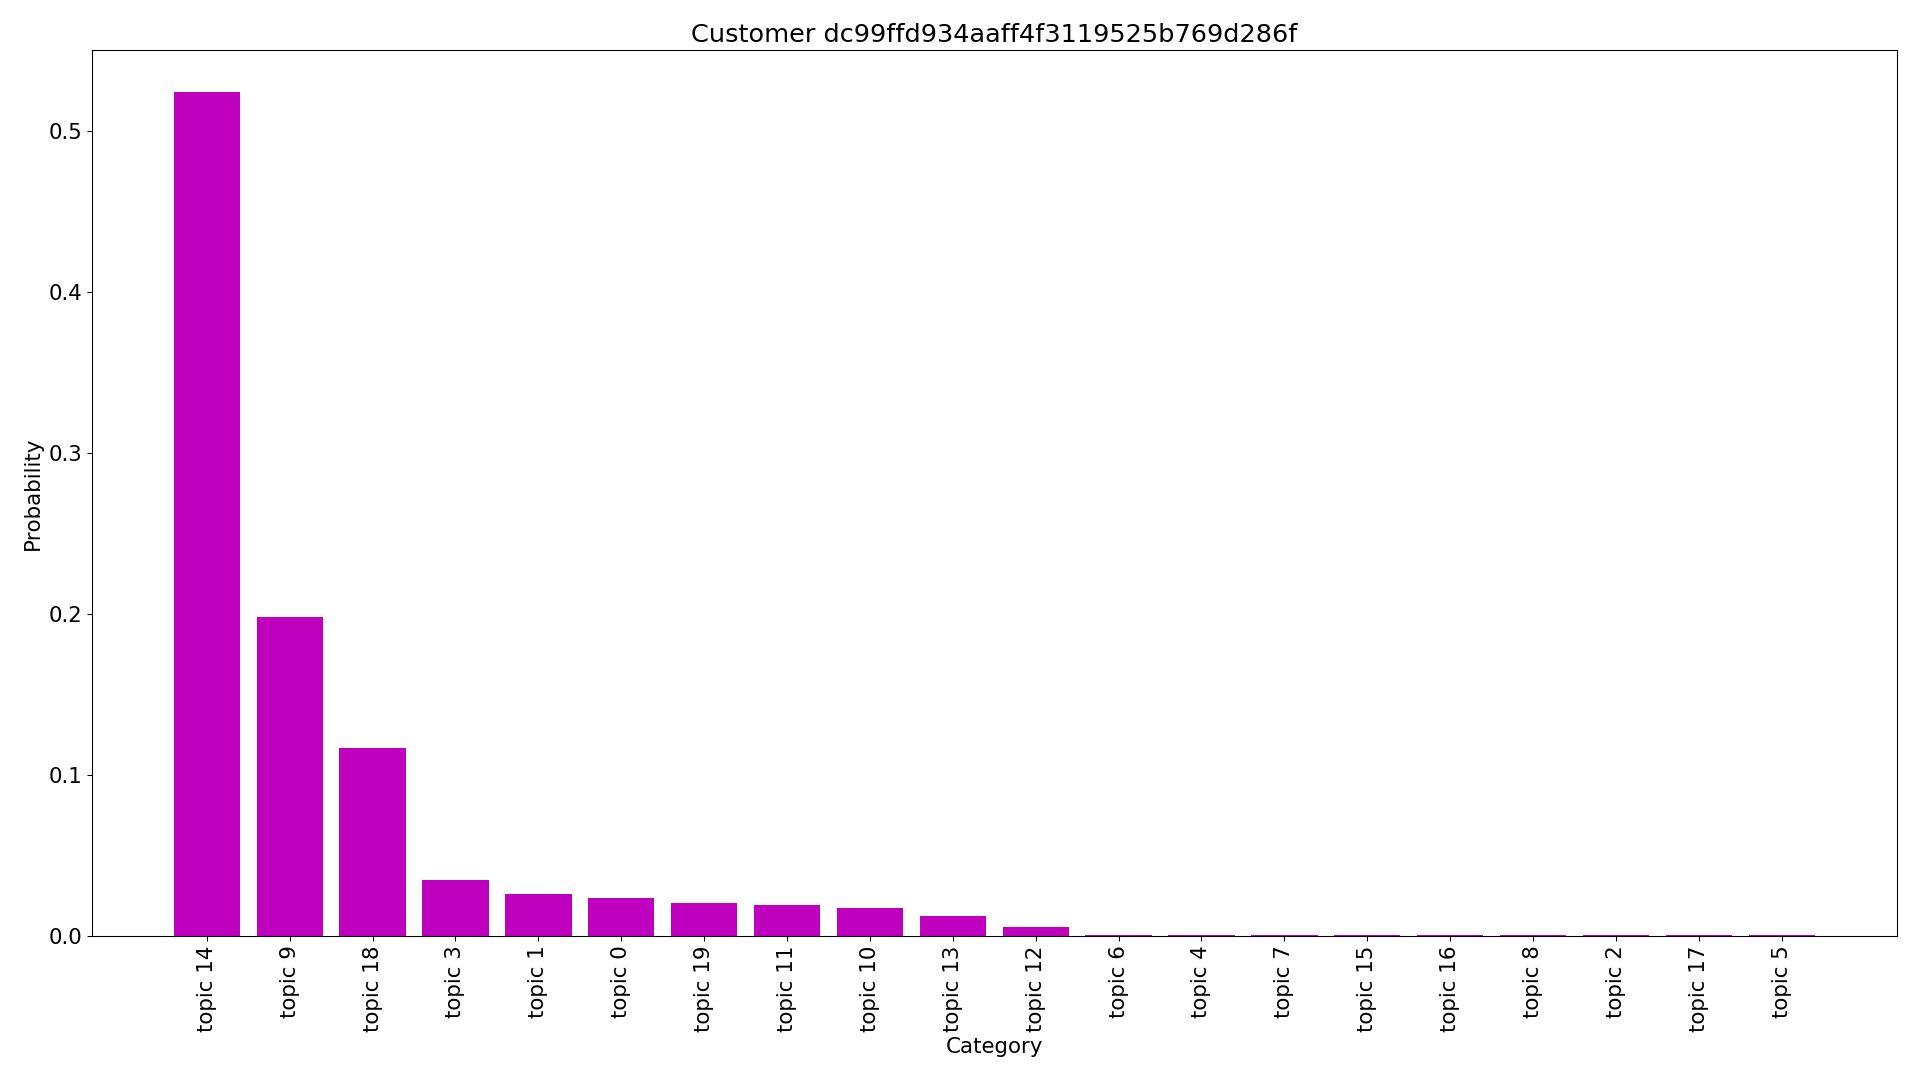 Customer dc99ffd934aaff4f3119525b769d286f
Probability
0.5
0.4
0.3
0.2
0.1
0.0
topic 14
topic 9
topic 18
topic 3
topic 1
topic 0
topic 19
topic 11
topic 10
topic 13
topic 12
topic 6
topic 4
topic 7
topic 15
topic 16
topic 8
topic 2
topic 17
topic 5
Category